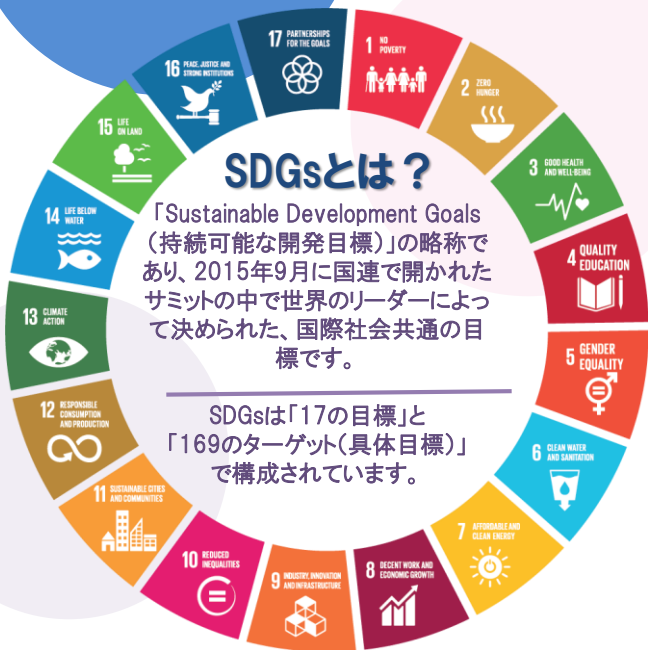 SDGsとは？
「Sustainable Development Goals
（持続可能な開発目標）」の略称で
あり、2015年9月に国連で開かれた
サミットの中で世界のリーダーによっ
て決められた、国際社会共通の目
標です。
SDGsは「17の目標」と
「169のターゲット（具体目標）」
で構成されています。
1 NO
POVERTY
2 ZERO
HUNGER
3 GOOD HEALTH
AND WELL-BEING
4 QUALITY
EDUCATION
5 GENDER
EQUALITY
6 CLEAN WATER
AND SANITATION
7 AFFORDABLE AND
CLEAN ENERGY
8 DECENT WORK AND
ECONOMIC GROWTH
9 INDUSTRY, INNOVATION
AND INFRASTRUCTURE
10 REDUCED
INEQUALITIES
11 SUSTAINABLE CITIES
AND COMMUNITIES
12 RESPONSIBLE
CONSUMPTION
AND PRODUCTION
13 CLIMATE
ACTION
14 LIFE BELOW
WATER
15 LIFE
ON LAND
16 PEACE, JUSTICE AND
STRONG INSTITUTIONS
17 PARTNERSHIPS
FOR THE GOALS